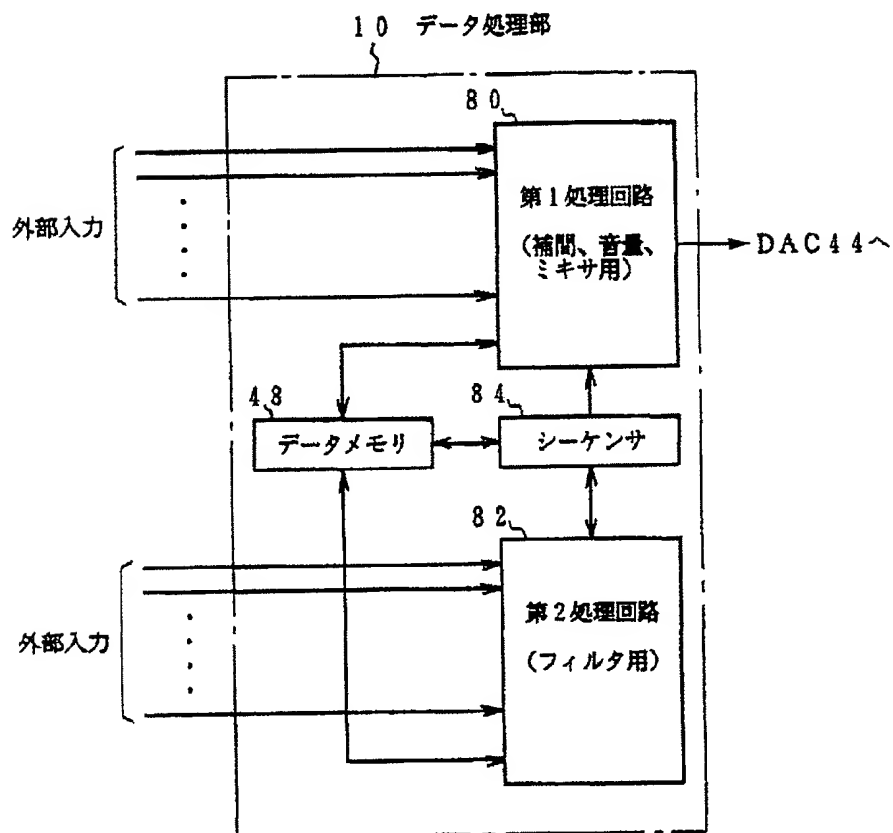 10 データ処理部
80
外部入力
第1処理回路
(補間、音量、
ミキサ用)
DAC44へ
48
データメモリ
84
シーケンサ
82
外部入力
第2処理回路
(フィルタ用)